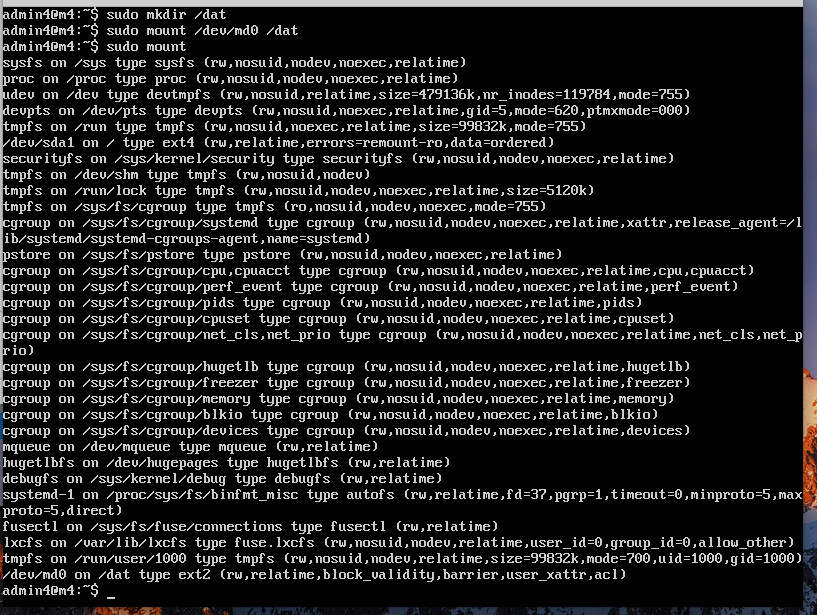 admin4@m4:~$ sudo mkdir /dat
admin4@m4:~$ sudo mount /dev/md0 /dat
admin4@m4:~$ sudo mount
sysfs on /sys type sysfs (rw,nosuid,nodev,noexec,relatime)
proc on /proc type proc (rw,nosuid,nodev,noexec,relatime)
udev on /dev type devtmpfs (rw,nosuid,relatime,size=479136k,nr_inodes=119784,mode=755)
devpts on /dev/pts type devpts (rw,nosuid,noexec,relatime,gid=5,mode=620,ptmxmode=000)
tmpfs on /run type tmpfs (rw,nosuid,noexec,relatime,size=99832k,mode=755)
/dev/sda1 on / type ext4 (rw,relatime,errors=remount-ro,data=ordered)
securityfs on /sys/kernel/security type securityfs (rw,nosuid,nodev,noexec,relatime)
tmpfs on /dev/shm type tmpfs (rw,nosuid,nodev)
tmpfs on /run/lock type tmpfs (rw,nosuid,nodev,noexec,relatime,size=5120k)
tmpfs on /sys/fs/cgroup type tmpfs (ro,nosuid,nodev,noexec,mode=755)
cgroup on /sys/fs/cgroup/systemd type cgroup (rw,nosuid,nodev,noexec,relatime,xattr,release_agent=/l
ib/systemd/systemd-cgroups-agent,name=systemd)
pstore on /sys/fs/pstore type pstore (rw,nosuid,nodev,noexec,relatime)
cgroup on /sys/fs/cgroup/cpu,cpuacct type cgroup (rw,nosuid,nodev,noexec,relatime,cpu,cpuacct)
cgroup on /sys/fs/cgroup/perf_event type cgroup (rw,nosuid,nodev,noexec,relatime,perf_event)
cgroup on /sys/fs/cgroup/pids type cgroup (rw,nosuid,nodev,noexec,relatime,pids)
cgroup on /sys/fs/cgroup/cpuset type cgroup (rw,nosuid,nodev,noexec,relatime,cpuset)
cgroup on /sys/fs/cgroup/net_cls,net_prio type cgroup (rw,nosuid,nodev,noexec,relatime,net_cls,net_p
rio)
cgroup on /sys/fs/cgroup/hugetlb type cgroup (rw,nosuid,nodev,noexec,relatime,hugetlb)
cgroup on /sys/fs/cgroup/freezer type cgroup (rw,nosuid,nodev,noexec,relatime,freezer)
cgroup on /sys/fs/cgroup/memory type cgroup (rw,nosuid,nodev,noexec,relatime,memory)
cgroup on /sys/fs/cgroup/blkio type cgroup (rw,nosuid,nodev,noexec,relatime,blkio)
cgroup on /sys/fs/cgroup/devices type cgroup (rw,nosuid,nodev,noexec,relatime,devices)
mqueue on /dev/mqueue type mqueue (rw,relatime)
hugetlbfs on /dev/hugepages type hugetlbfs (rw,relatime)
debugfs on /sys/kernel/debug type debugfs (rw,relatime)
systemd-1 on /proc/sys/fs/binfmt_misc type autofs (rw,relatime,fd=37,pgrp=1,timeout=0,minproto=5,max
proto=5,direct)
fusectl on /sys/fs/fuse/connections type fusectl (rw,relatime)
lxcfs on /var/lib/lxcfs type fuse.lxcfs (rw,nosuid,nodev,relatime,user_id=0,group_id=0,allow_other)
tmpfs on /run/user/1000 type tmpfs (rw,nosuid,nodev,relatime,size=99832k,mode=700,uid=1000,gid=1000)
/dev/md0 on /dat type ext2 (rw,relatime,block_validity,barrier,user_xattr,acl)
admin4@m4:~$ _